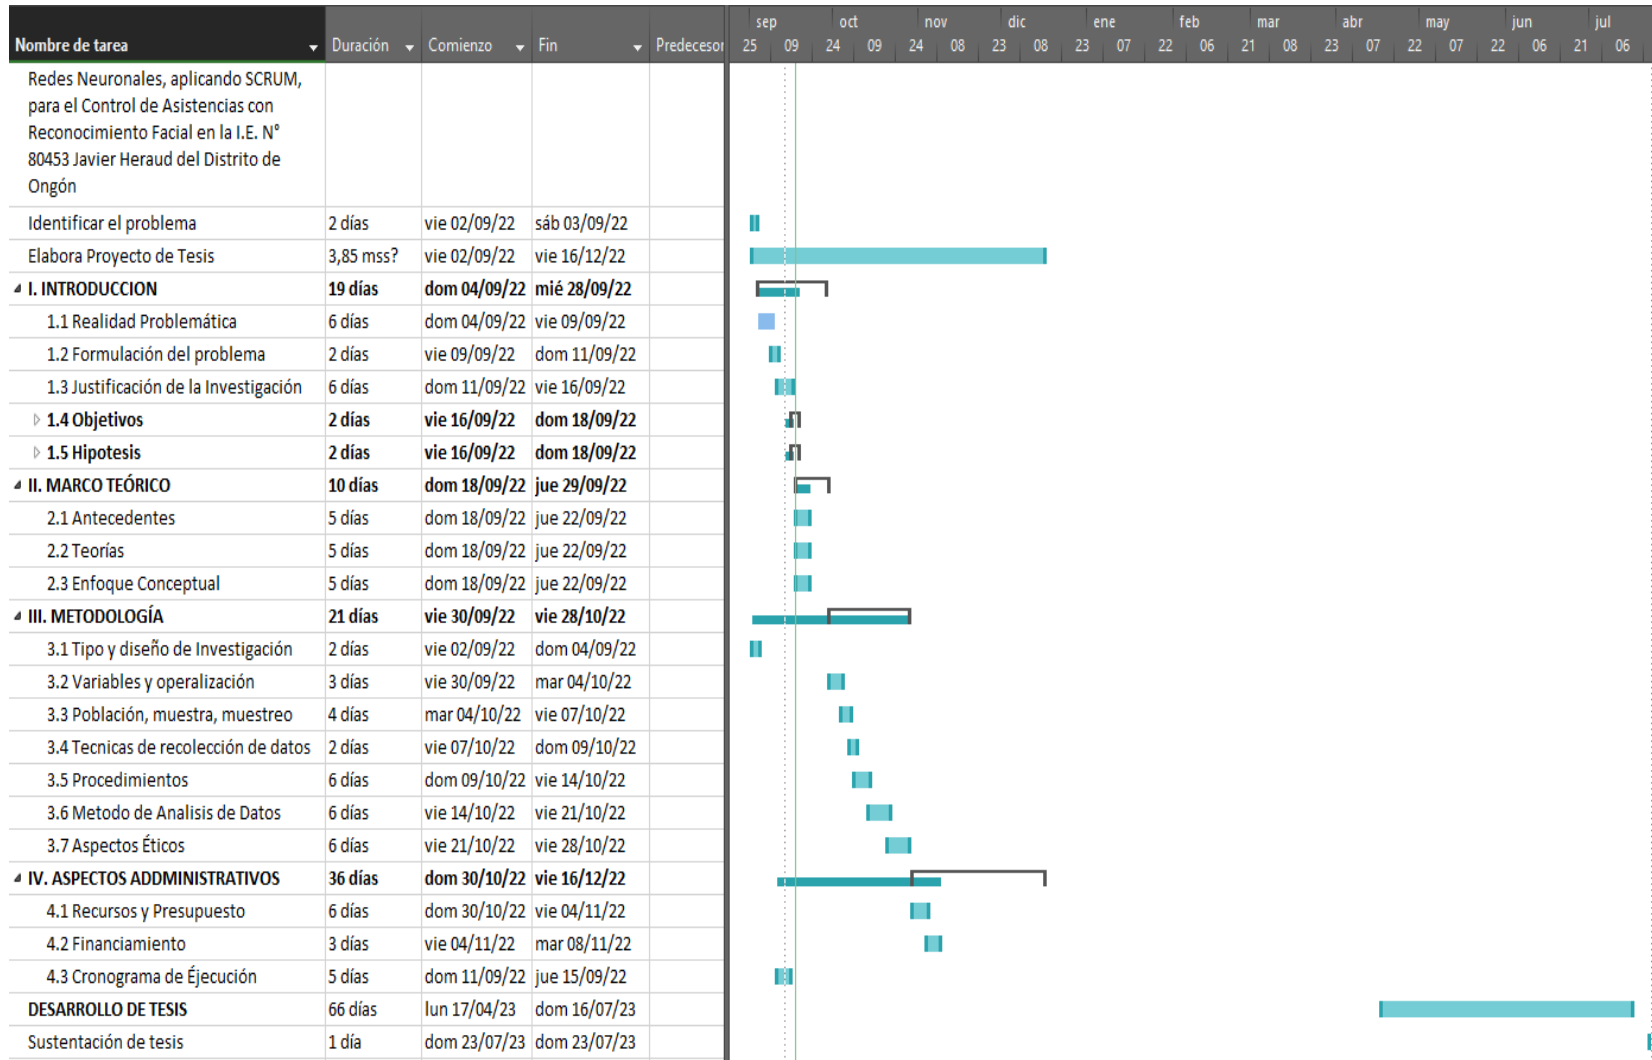 sep oct nov dic ene feb mar abr may jun jul
Nombre de tarea Duración Comienzo Fin Predecesor 25 09 24 09 24 08 23 08 23 07 22 06 21 08 23 07 22 07 22 06 21 06
Redes Neuronales, aplicando SCRUM,
para el Control de Asistencias con
Reconocimiento Facial en la I.E. N°
80453 Javier Heraud del Distrito de
Ongón
Identificar el problema 2 días vie 02/09/22 sáb 03/09/22
Elabora Proyecto de Tesis 3,85 mss? vie 02/09/22 vie 16/12/22
I. INTRODUCCION 19 días dom 04/09/22 mié 28/09/22
1.1 Realidad Problemática 6 días dom 04/09/22 vie 09/09/22
1.2 Formulación del problema 2 días vie 09/09/22 dom 11/09/22
1.3 Justificación de la Investigación 6 días dom 11/09/22 vie 16/09/22
1.4 Objetivos 2 días vie 16/09/22 dom 18/09/22
1.5 Hipotesis 2 días vie 16/09/22 dom 18/09/22
II. MARCO TEÓRICO 10 días dom 18/09/22 jue 29/09/22
2.1 Antecedentes 5 días dom 18/09/22 jue 22/09/22
2.2 Teorías 5 días dom 18/09/22 jue 22/09/22
2.3 Enfoque Conceptual 5 días dom 18/09/22 jue 22/09/22
III. METODOLOGÍA 21 días vie 30/09/22 vie 28/10/22
3.1 Tipo y diseño de Investigación 2 días vie 02/09/22 dom 04/09/22
3.2 Variables y operalización 3 días vie 30/09/22 mar 04/10/22
3.3 Población, muestra, muestreo 4 días mar 04/10/22 vie 07/10/22
3.4 Tecnicas de recolección de datos 2 días vie 07/10/22 dom 09/10/22
3.5 Procedimientos 6 días dom 09/10/22 vie 14/10/22
3.6 Metodo de Analisis de Datos 6 días vie 14/10/22 vie 21/10/22
3.7 Aspectos Éticos 6 días vie 21/10/22 vie 28/10/22
IV. ASPECTOS ADDMINISTRATIVOS 36 días dom 30/10/22 vie 16/12/22
4.1 Recursos y Presupuesto 6 días dom 30/10/22 vie 04/11/22
4.2 Financiamiento 3 días vie 04/11/22 mar 08/11/22
4.3 Cronograma de Éjecución 5 días dom 11/09/22 jue 15/09/22
DESARROLLO DE TESIS 66 días lun 17/04/23 dom 16/07/23
Sustentación de tesis 1 día dom 23/07/23 dom 23/07/23